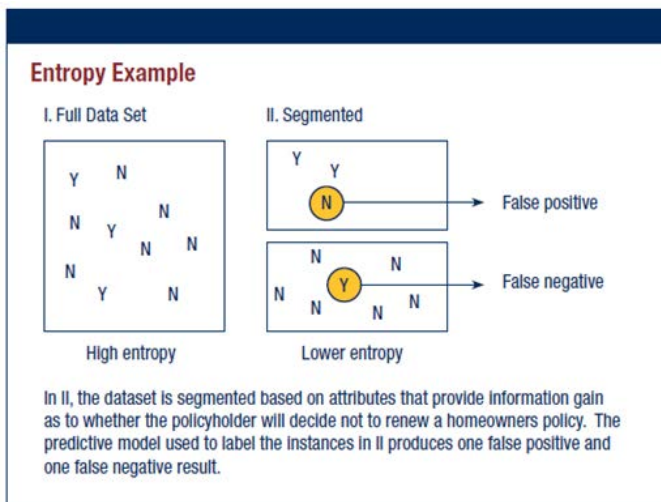 Entropy Example
I. Full Data Set
II. Segmented
Y N
N
N Y
N N
N
Y N
High entropy
Y
Y
N
False positive
N
N
Y
False negative
N
N
N
N
Lower entropy
In II, the dataset is segmented based on attributes that provide information gain
as to whether the policyholder will decide not to renew a homeowners policy. The
predictive model used to label the instances in II produces one false positive and
one false negative result.